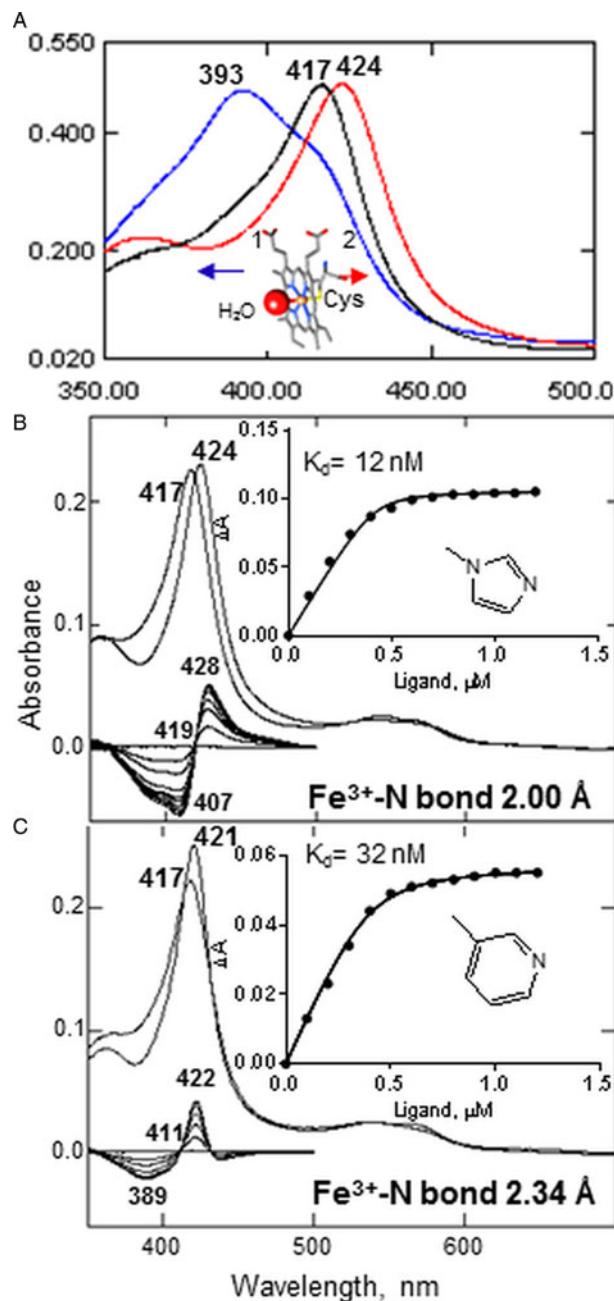 A
0.550
0.400
0.200
0.020
393
417
424
1
2
H₂O
Cys
350.00
400.00
450.00
500.0
B
Absorbance
0.2
0.1
0.0
417
424
428
419
407
0.15
0.10
0.05
0.00
ΔA
K_d= 12 nM
N
N
0.0
0.5
1.0
1.5
Ligand, μM
Fe³⁺-N bond 2.00 Å
C
0.2
0.1
0.0
417
421
422
411
389
0.06
0.04
0.02
0.00
ΔA
K_d= 32 nM
N
0.0
0.5
1.0
1.5
Ligand, μM
Fe³⁺-N bond 2.34 Å
400
500
600
Wavelength, nm